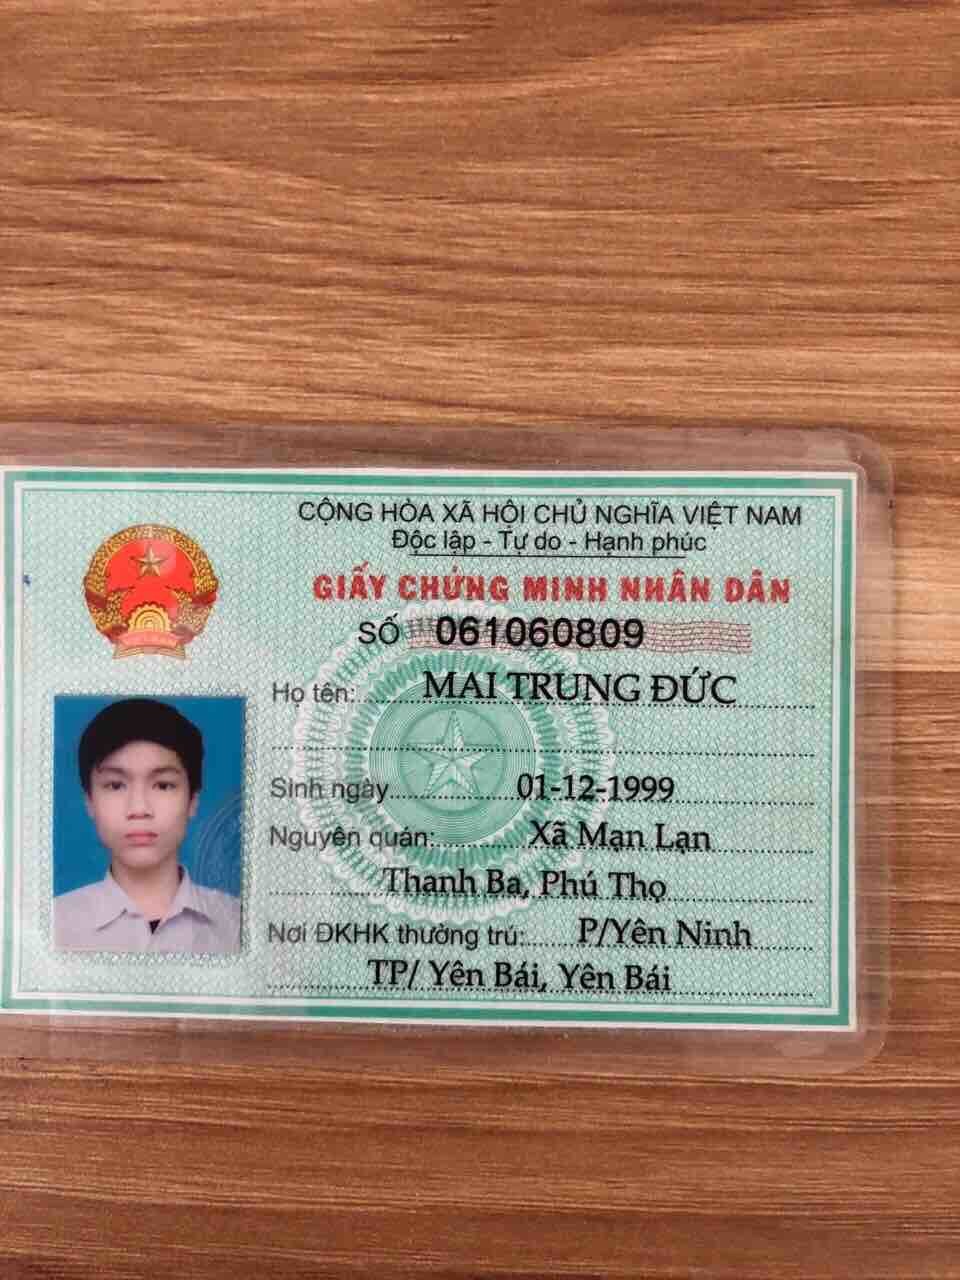 CỘNG HÒA XÃ HỘI CHỦ NGHĨA VIỆT NAM
Độc lập - Tự do - Hạnh phúc
GIẤY CHỨNG MINH NHÂN DÂN
SỐ 061060809
Họ tên: MAI TRUNG ĐỨC
Sinh ngày 01-12-1999
Nguyên quán: Xã Mạn Lạn
Thanh Ba, Phú Thọ
Nơi ĐKHK thường trú: P/Yên Ninh
TP/ Yên Bái, Yên Bái